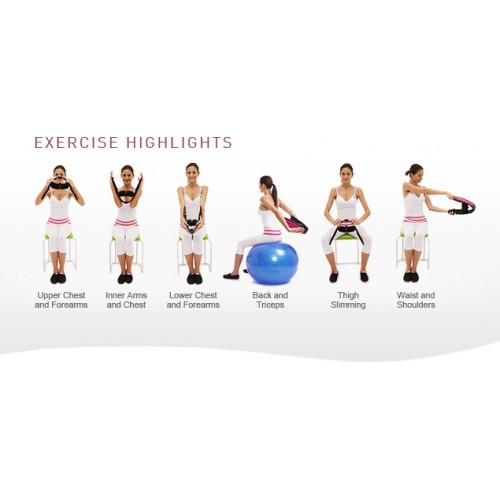 EXERCISE HIGHLIGHTS
Upper Chest
and Forearms
Inner Arms
and Chest
Lower Chest
and Forearms
Back and
Triceps
Thigh
Slimming
Waist and
Shoulders